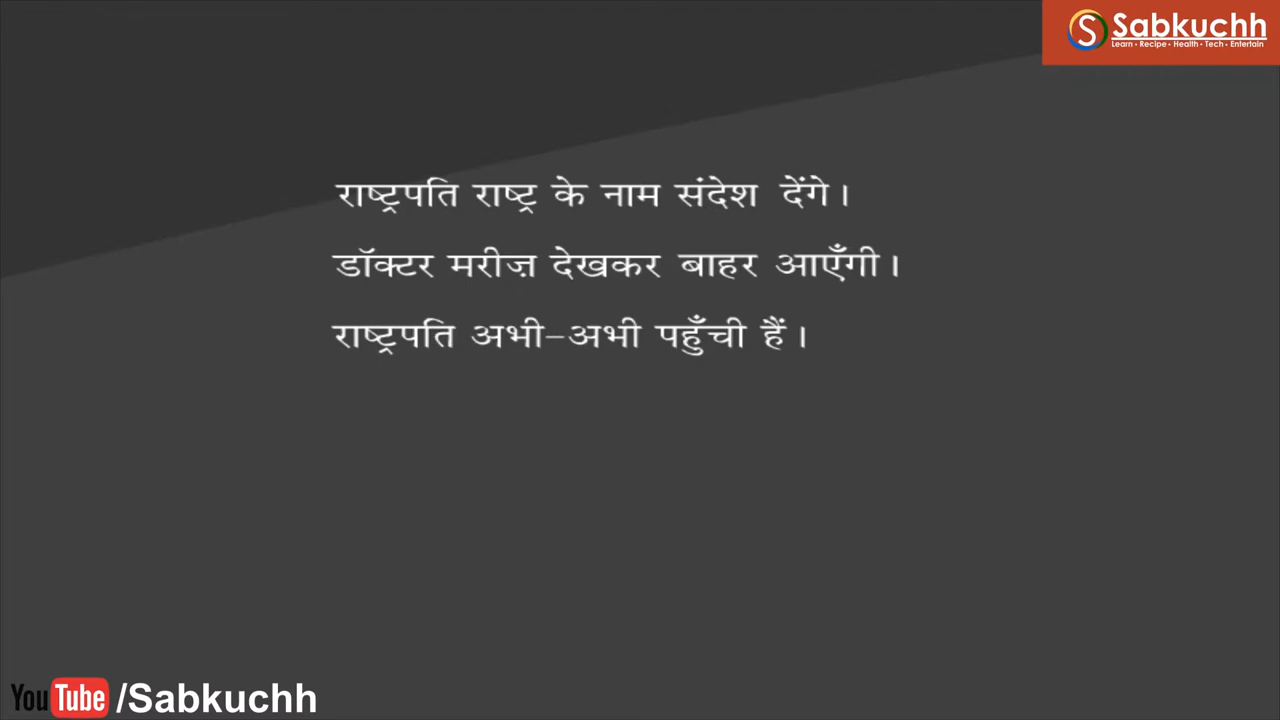 Sabkuchh
Learn • Recipe • Health • Tech • Entertain
राष्ट्रपति राष्ट्र के नाम संदेश देंगे।
डॉक्टर मरीज़ देखकर बाहर आएँगी।
राष्ट्रपति अभी–अभी पहुँची हैं।
YouTube /Sabkuchh